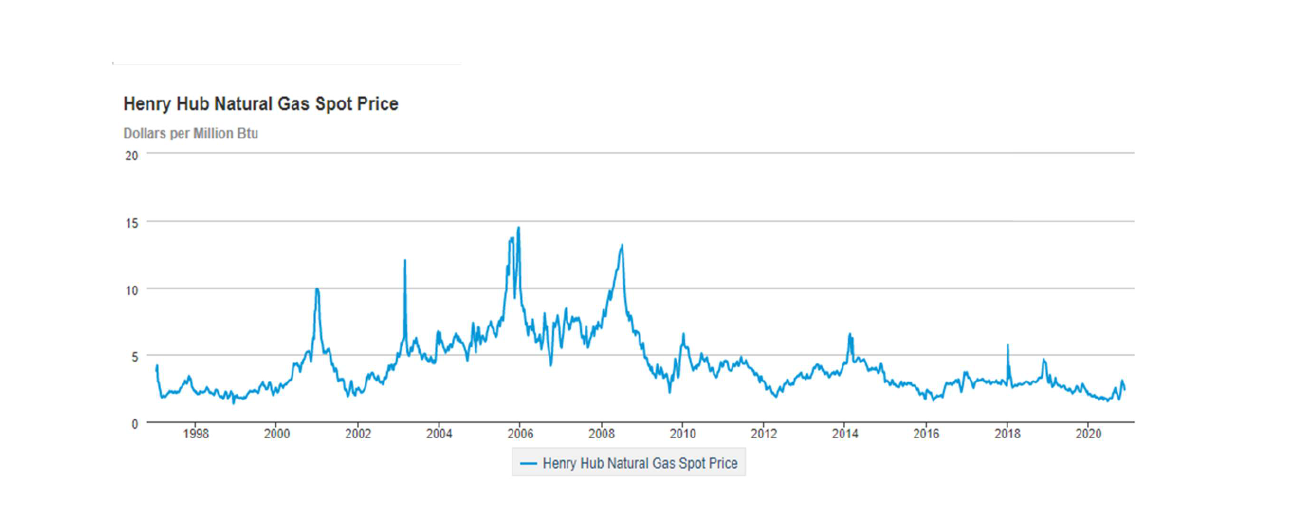 Henry Hub Natural Gas Spot Price
Dollars per Million Btu
20
15
10
5
0
1998 2000 2002 2004 2006 2008 2010 2012 2014 2016 2018 2020
Henry Hub Natural Gas Spot Price